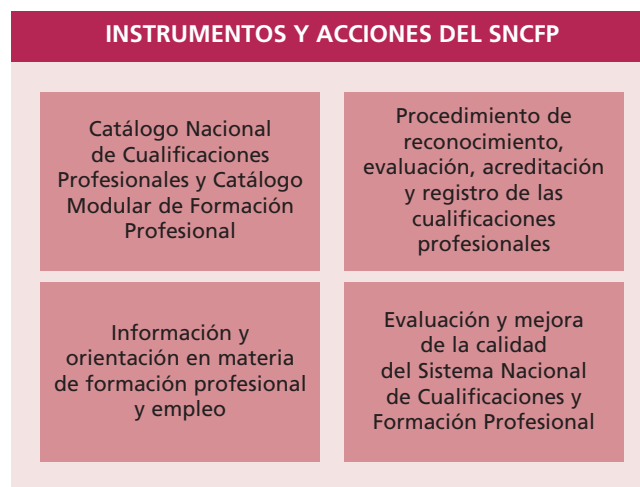 INSTRUMENTOS Y ACCIONES DEL SNCFP
Catálogo Nacional
de Cualificaciones
Profesionales y Catálogo
Modular de Formación
Profesional
Procedimiento de
reconocimiento,
evaluación, acreditación
y registro de las
cualificaciones
profesionales
Información y
orientación en materia
de formación profesional
y empleo
Evaluación y mejora
de la calidad
del Sistema Nacional
de Cualificaciones y
Formación Profesional